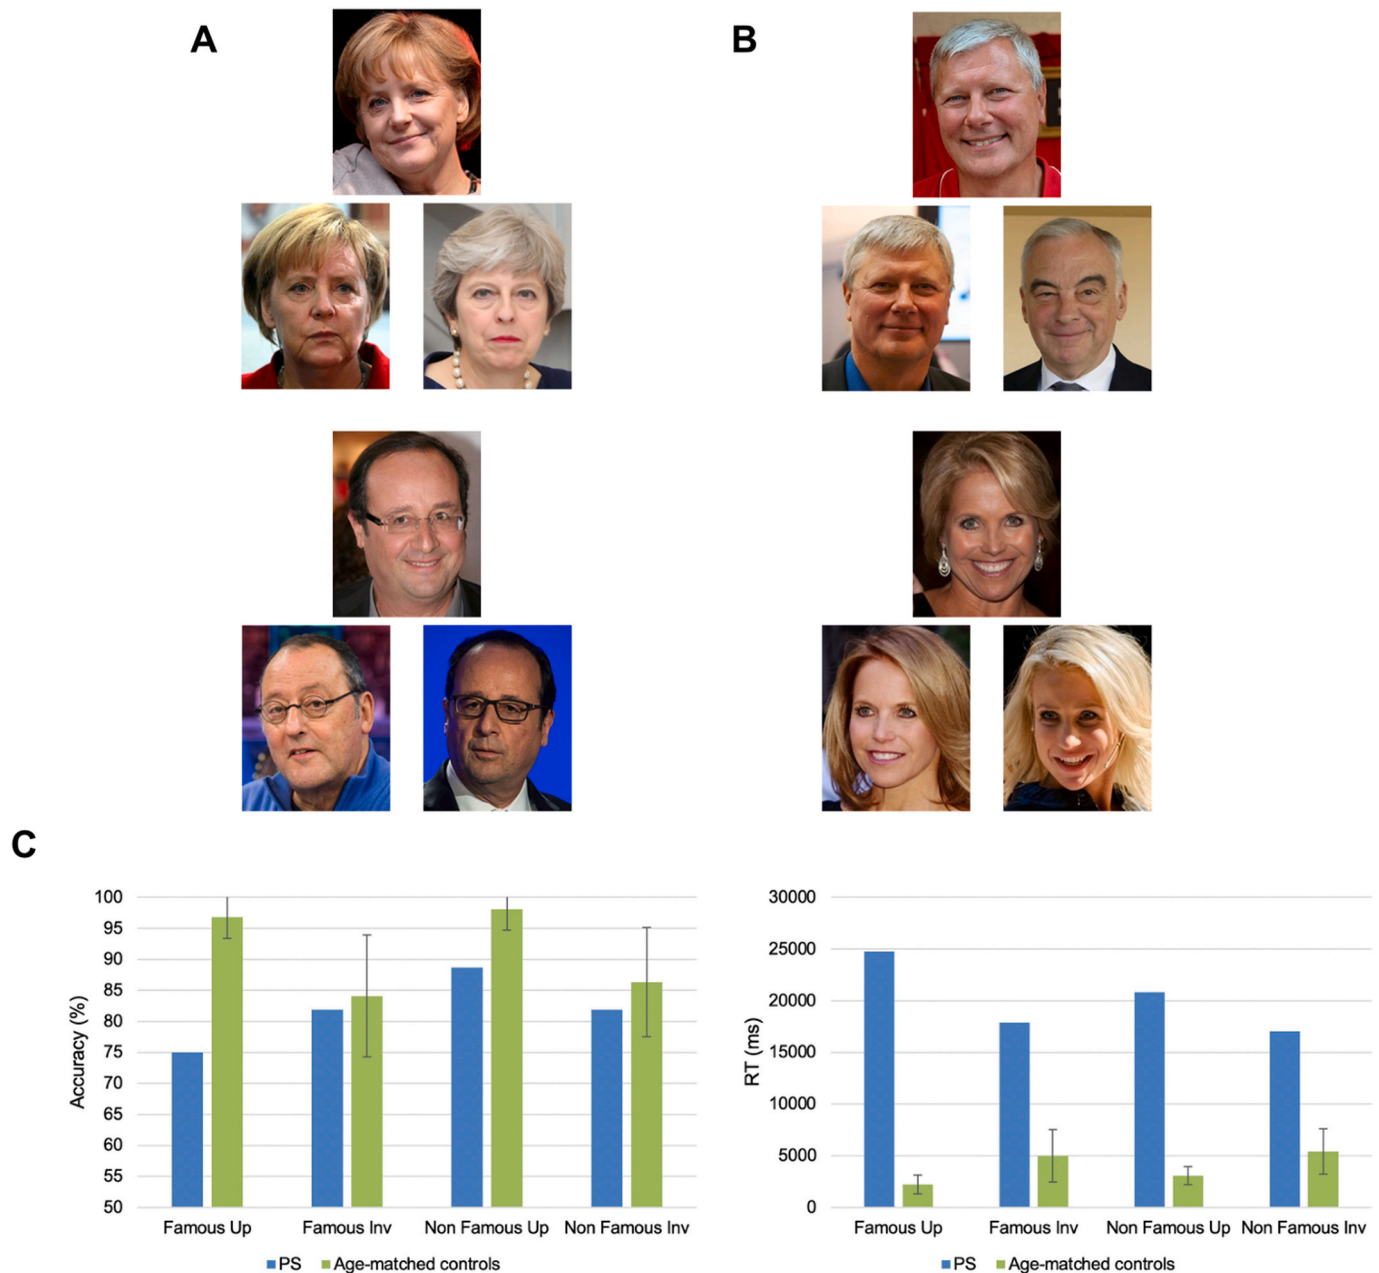 A
B
C
Accuracy (%)
100
95
90
85
80
75
70
65
60
55
50
Famous Up Famous Inv Non Famous Up Non Famous Inv
PS Age-matched controls
RT (ms)
30000
25000
20000
15000
10000
5000
0
Famous Up Famous Inv Non Famous Up Non Famous Inv
PS Age-matched controls